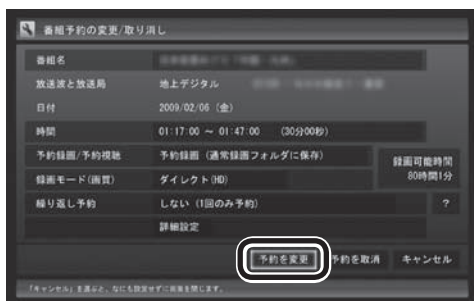 番組予約の変更/取り消し
番組名
放送波と放送局 地上デジタル
日付 2009/02/06 (金)
時間 01:17:00 ~ 01:47:00 (30分00秒)
予約録画/予約視聴 予約録画 (通常録画フォルダに保存)
録画可能時間
80時間1分
録画モード(画質) ダイレクト(HD)
繰り返し予約 しない (1回のみ予約) ?
詳細設定
予約を変更 予約を取消 キャンセル
「キャンセル」を選ぶと、なにも設定せずに画面を閉じます。